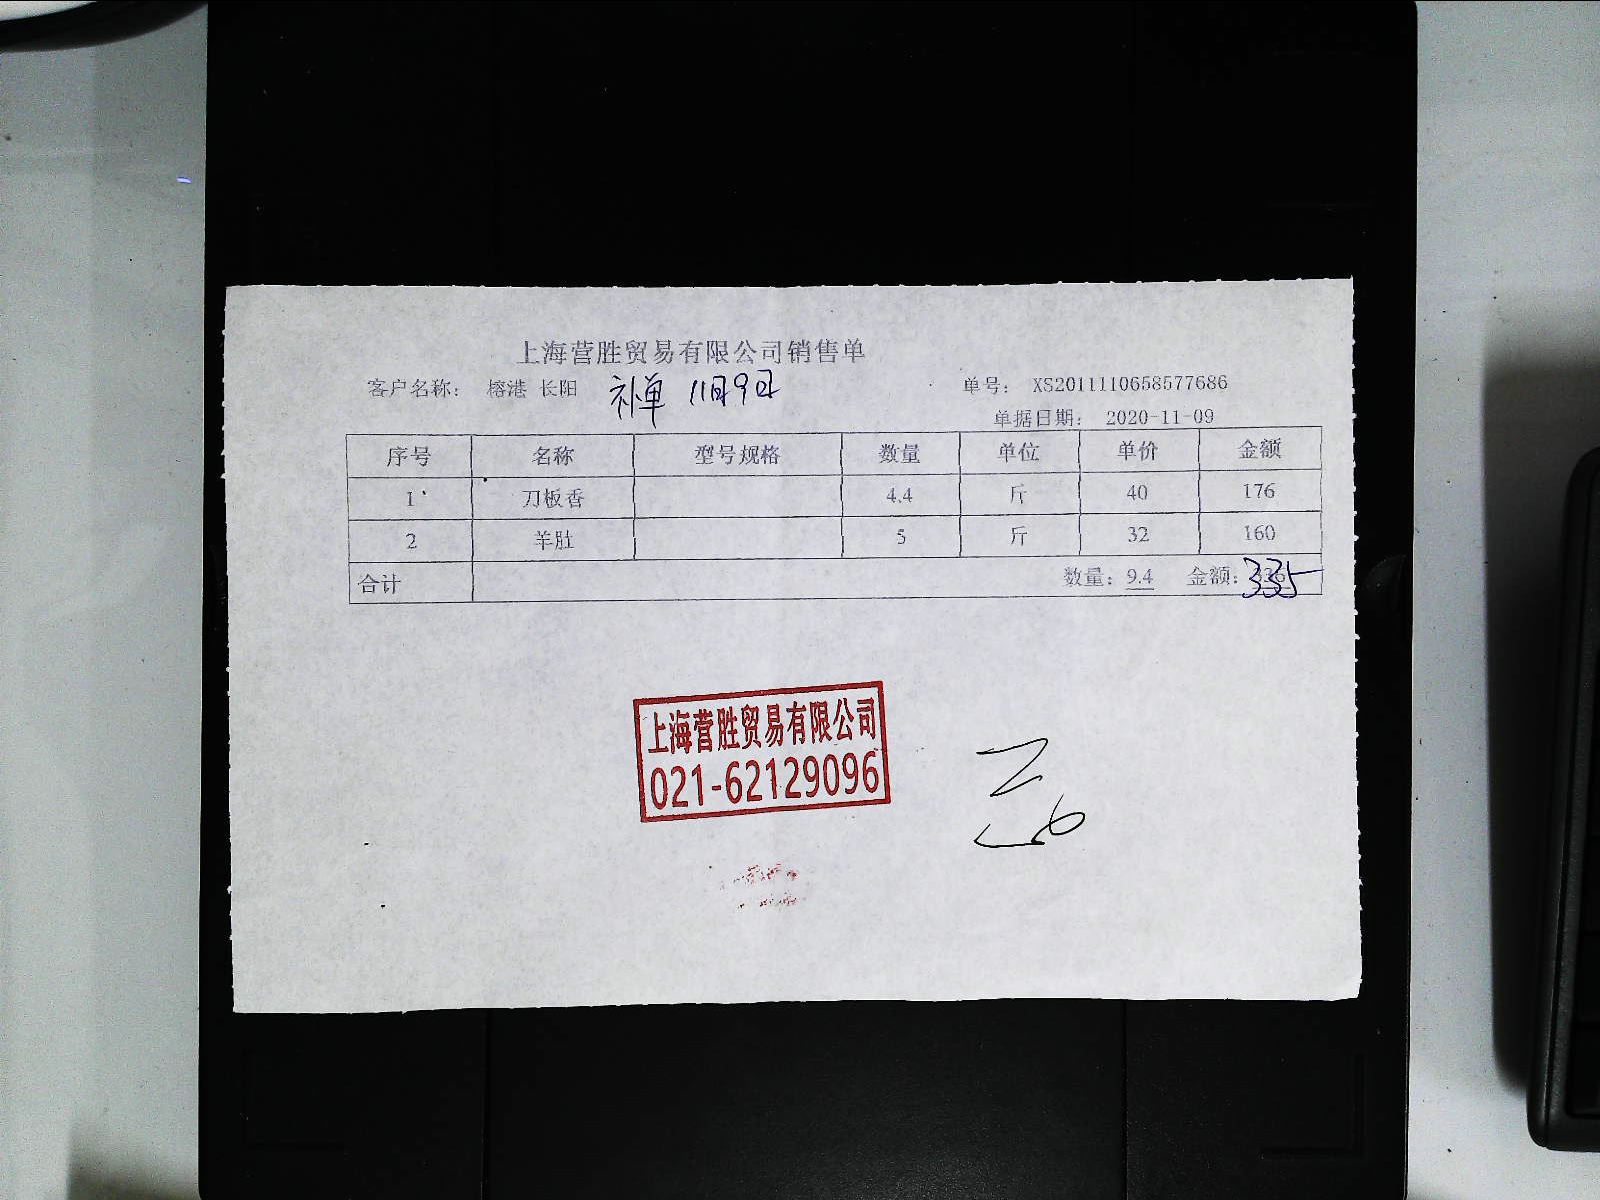 上海营胜贸易有限公司销售单
客户名称： 榕港 长阳 补单 11月9日 单号： XS2011110658577686
单据日期： 2020-11-09
序号 名称 型号规格 数量 单位 单价 金额
1 刀板香 4.4 斤 40 176
2 羊肚 5 斤 32 160
合计 数量：9.4 金额：335
上海营胜贸易有限公司
021-62129096